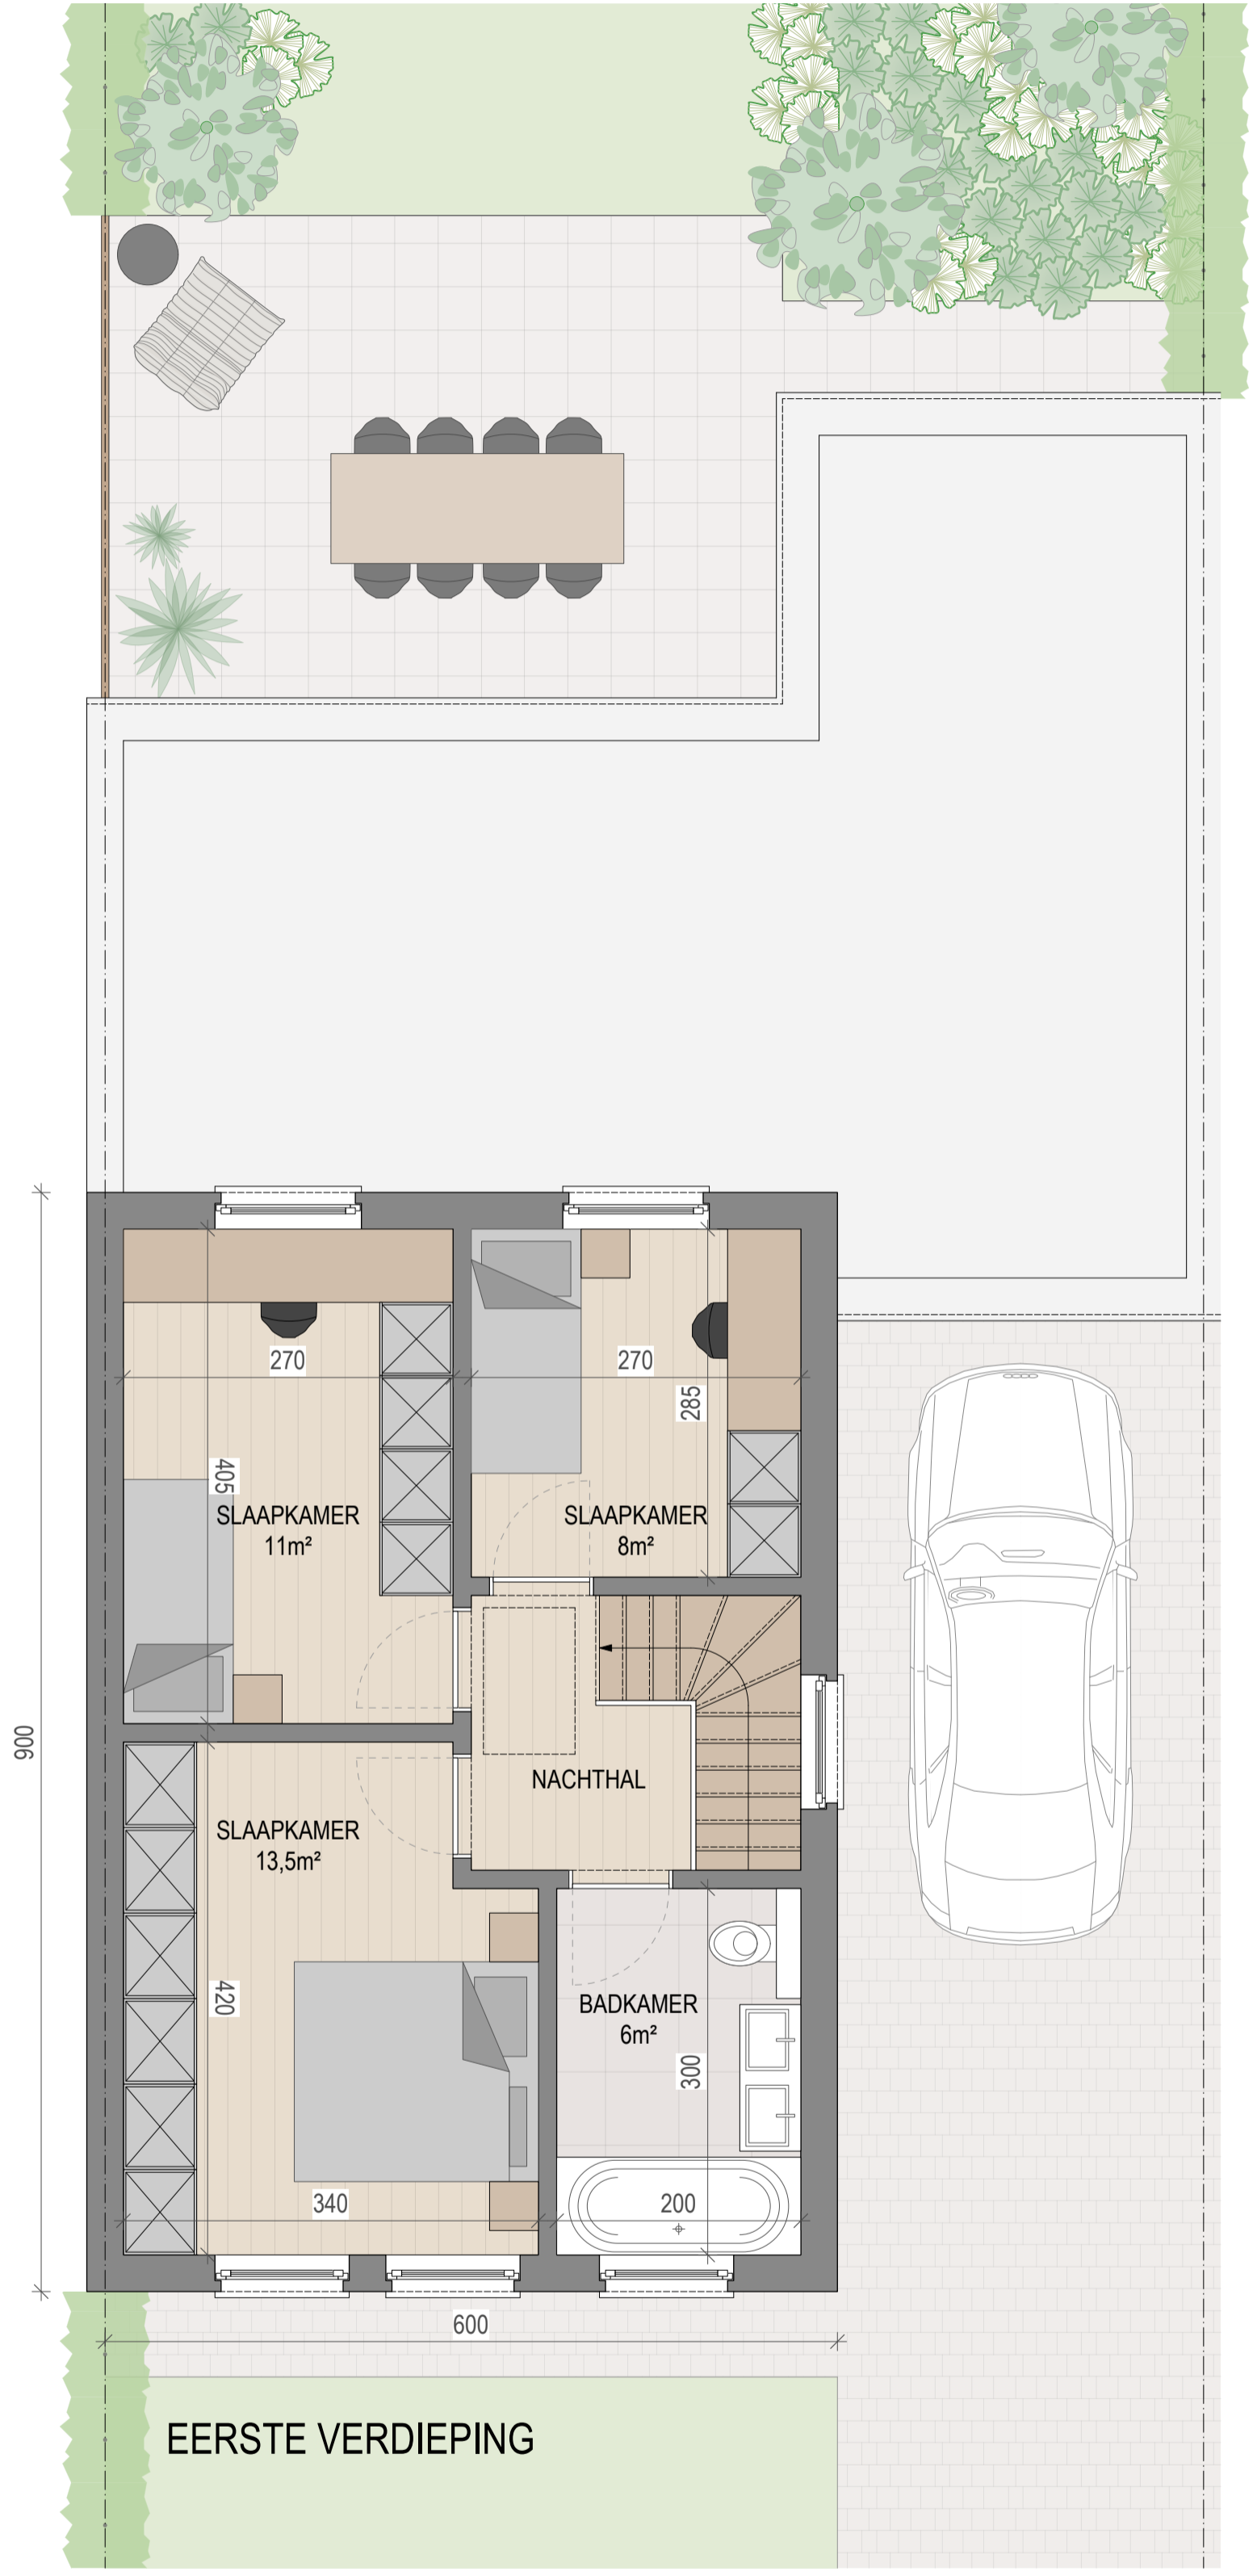 270
270
285
405
SLAAPKAMER
11m²
SLAAPKAMER
8m²
900
NACHTHAL
SLAAPKAMER
13,5m²
420
BADKAMER
6m²
300
340
200
600
EERSTE VERDIEPING